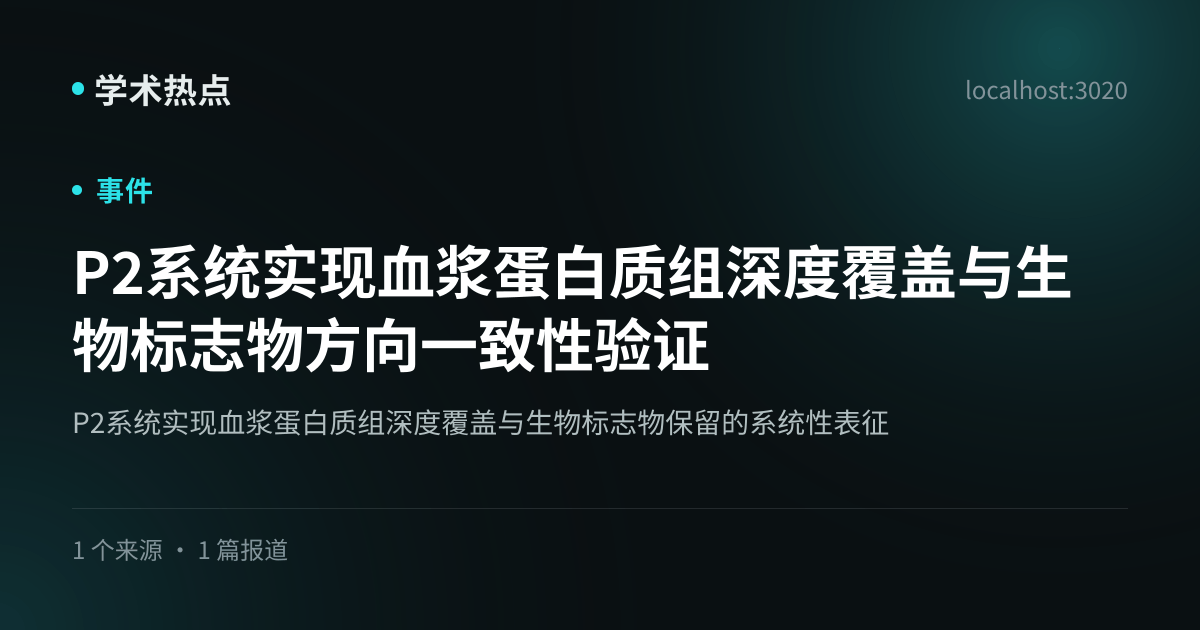 学术热点
localhost:3020
事件
P2系统实现血浆蛋白质组深度覆盖与生
物标志物方向一致性验证
P2系统实现血浆蛋白质组深度覆盖与生物标志物保留的系统性表征
1 个来源 · 1 篇报道